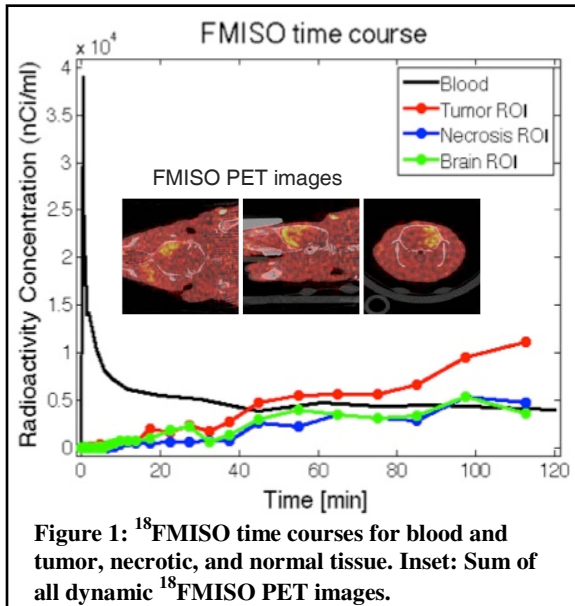 FMISO time course
x 10⁴
4
3.5
3
2.5
2
1.5
1
0.5
0
Radioactivity Concentration (nCi/ml)
Blood
Tumor ROI
Necrosis ROI
Brain ROI
FMISO PET images
0 20 40 60 80 100 120
Time [min]
Figure 1: ¹⁸FMISO time courses for blood and
tumor, necrotic, and normal tissue. Inset: Sum of
all dynamic ¹⁸FMISO PET images.